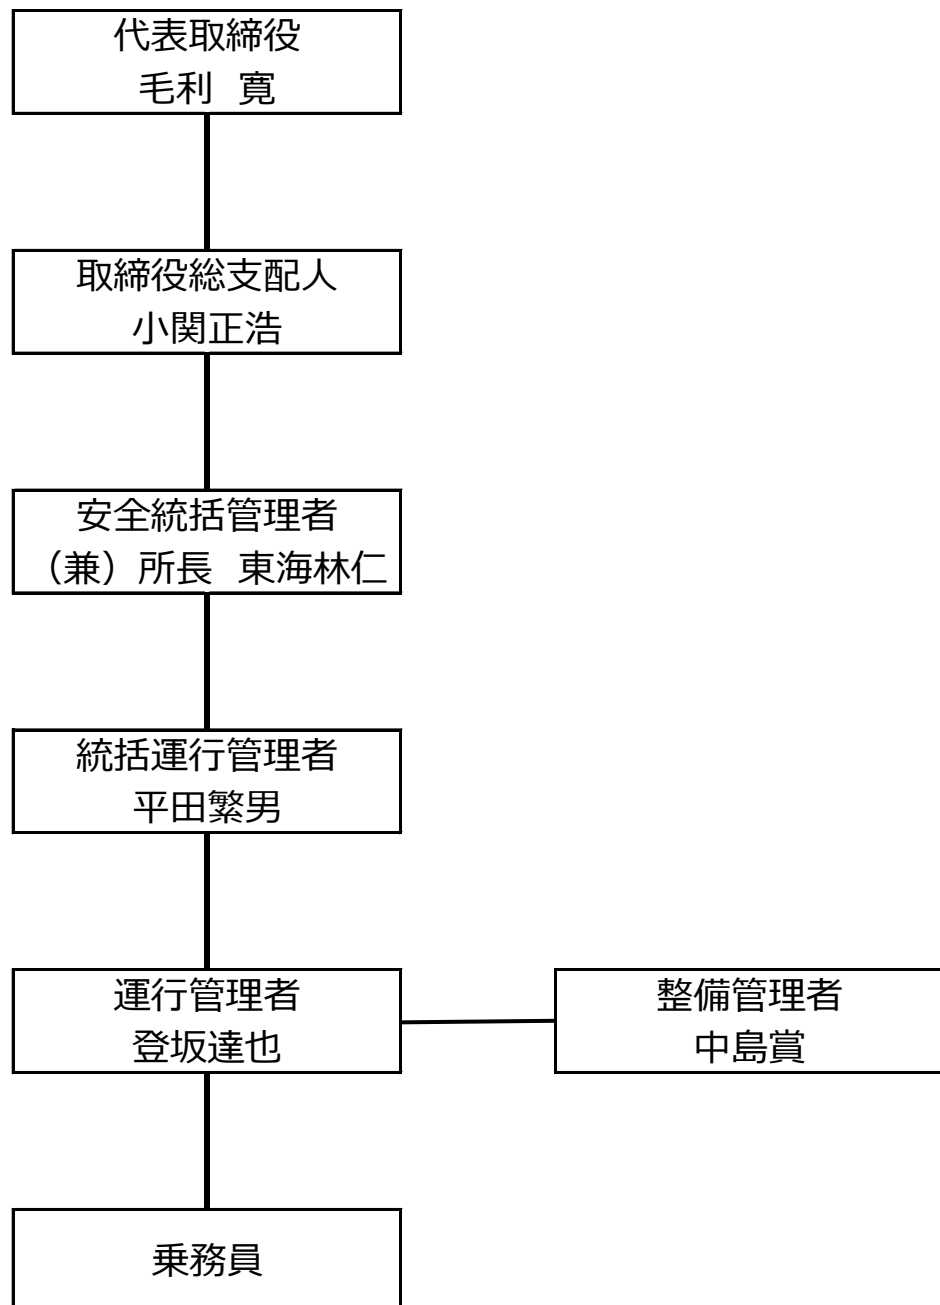 代表取締役
毛利 寛
取締役総支配人
小関正浩
安全統括管理者
（兼）所長 東海林仁
統括運行管理者
平田繁男
運行管理者
登坂達也
整備管理者
中島賞
乗務員